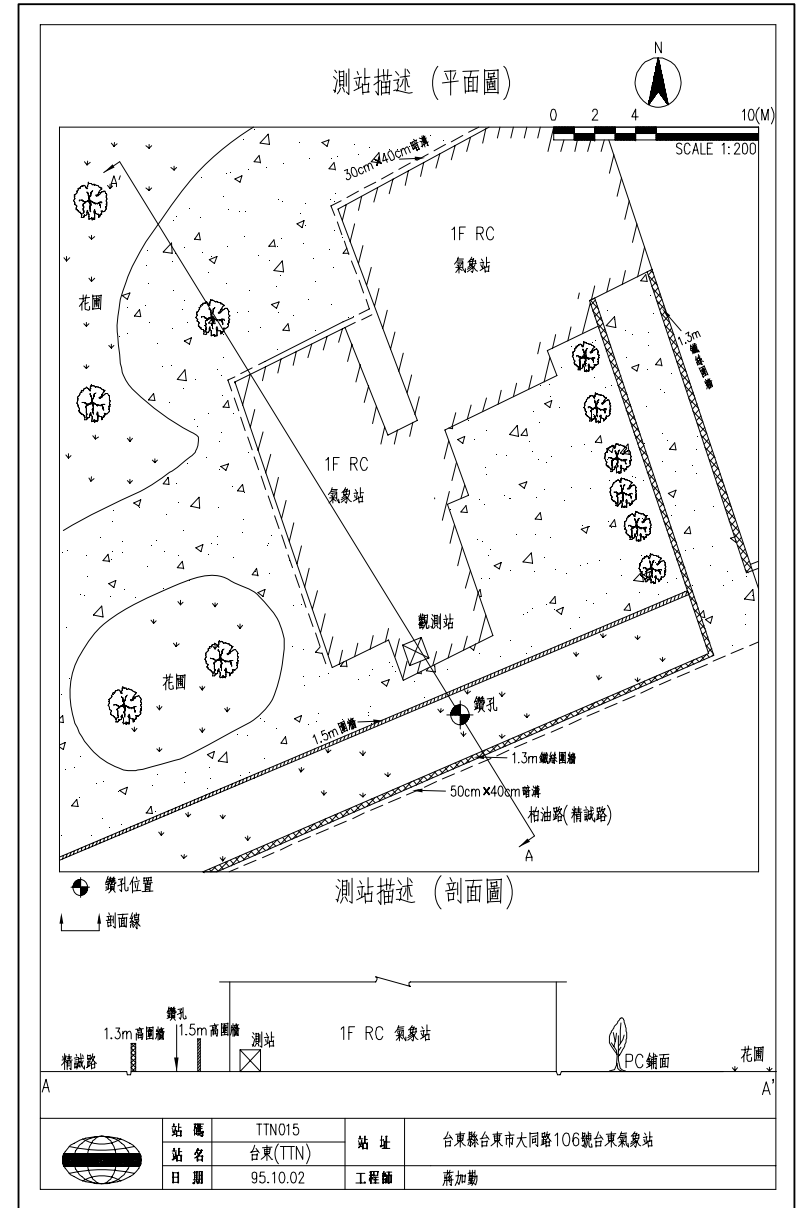 測站描述 (平面圖)
N
0 2 4 10(M)
SCALE 1:200
30cm×40cm暗溝
A'
1F RC
氣象站
花圃
1.3m鐵絲圍牆
1F RC
氣象站
觀測站
花圃
鑽孔
1.5m圍牆
1.3m鐵絲圍牆
50cm×40cm暗溝
柏油路(精誠路)
A
鑽孔位置
剖面線
測站描述 (剖面圖)
鑽孔
1.3m高圍牆
1.5m高圍牆
測站
1F RC 氣象站
精誠路
PC鋪面
花圃
A
A'
站碼 TTN015
站名 台東(TTN)
日期 95.10.02
站址 台東縣台東市大同路106號台東氣象站
工程師 蔣加勤